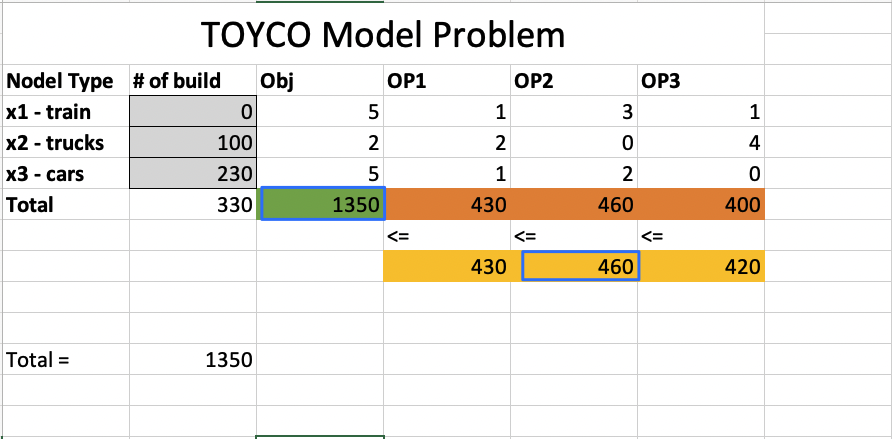 TOYCO Model Problem
Nodel Type # of build Obj OP1 OP2 OP3
x1 - train 0 5 1 3 1
x2 - trucks 100 2 2 0 4
x3 - cars 230 5 1 2 0
Total 330 1350 430 460 400
<= <= <=
430 460 420
Total = 1350